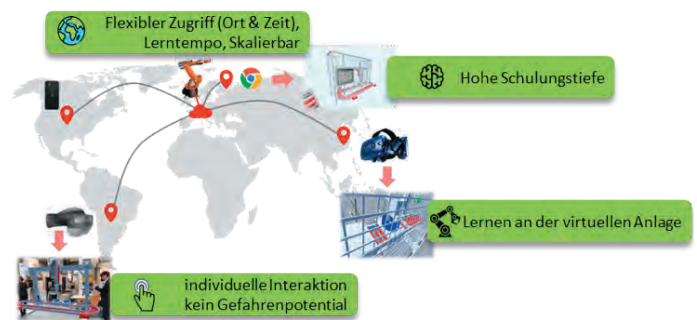 Flexibler Zugriff (Ort & Zeit),
Lerntempo, Skalierbar
Hohe Schulungstiefe
Lernen an der virtuellen Anlage
individuelle Interaktion
kein Gefahrenpotential